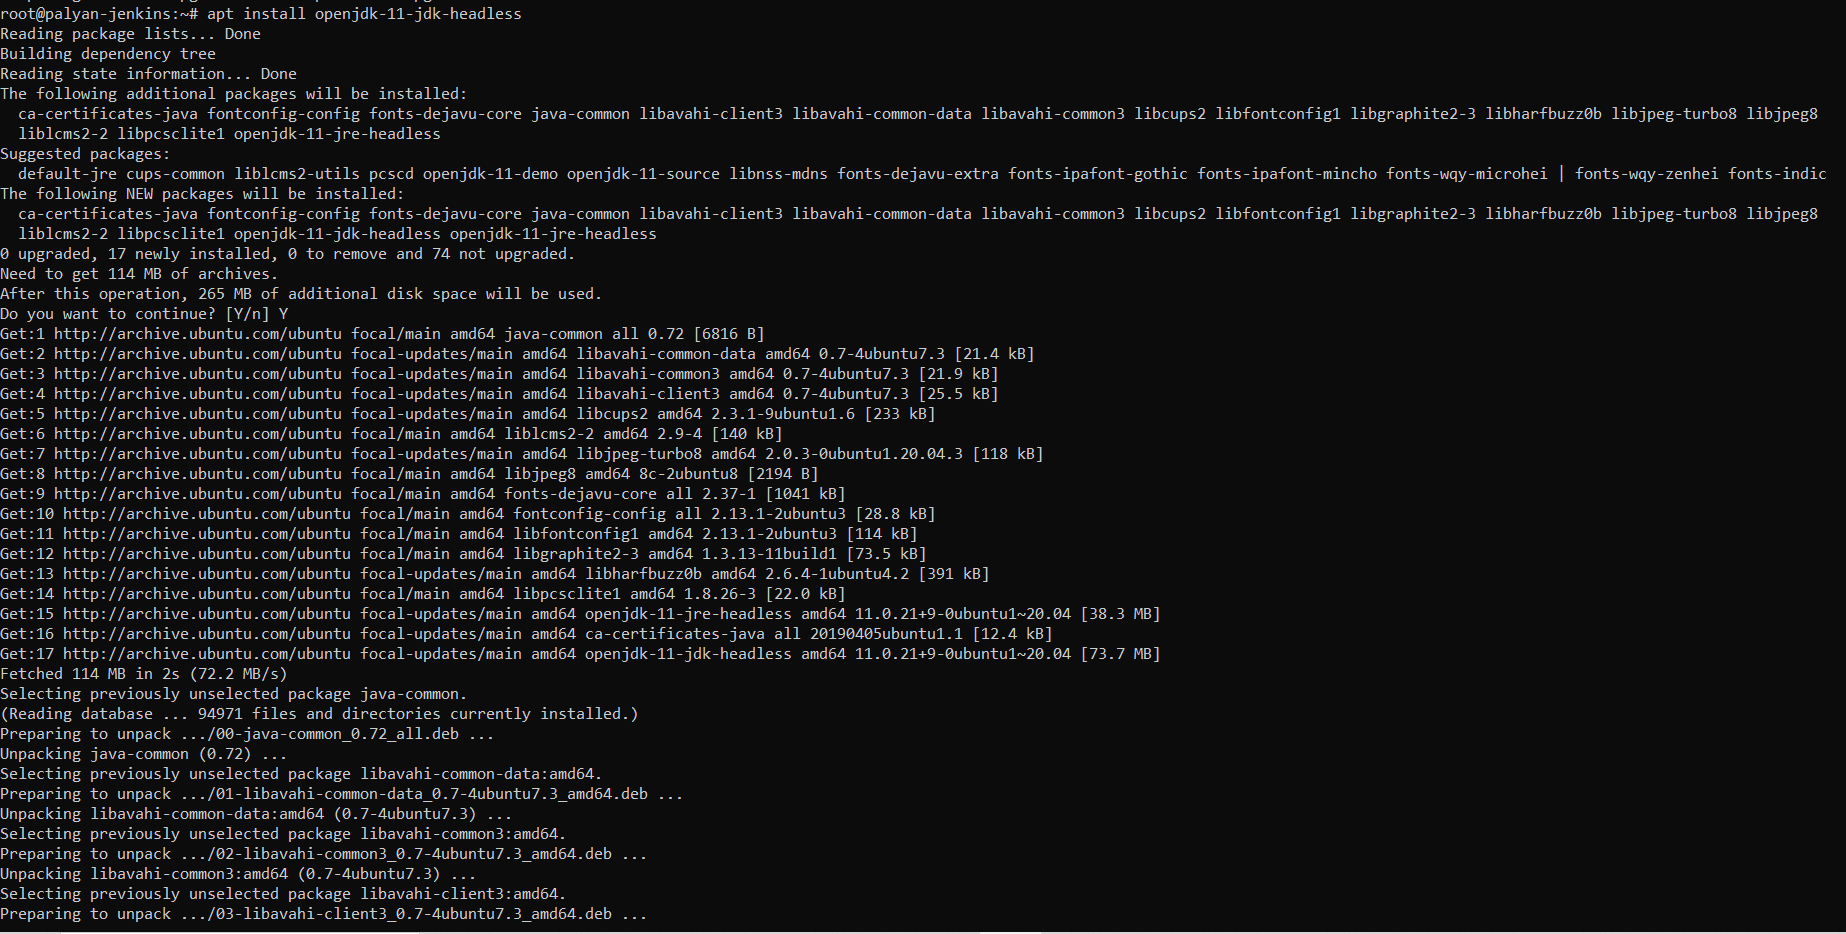 root@palyan-jenkins:~# apt install openjdk-11-jdk-headless
Reading package lists... Done
Building dependency tree
Reading state information... Done
The following additional packages will be installed:
  ca-certificates-java fontconfig-config fonts-dejavu-core java-common libavahi-client3 libavahi-common-data libavahi-common3 libcups2 libfontconfig1 libgraphite2-3 libharfbuzz0b libjpeg-turbo8 libjpeg8
  liblcms2-2 libpcsclite1 openjdk-11-jre-headless
Suggested packages:
  default-jre cups-common liblcms2-utils pcscd openjdk-11-demo openjdk-11-source libnss-mdns fonts-dejavu-extra fonts-ipafont-gothic fonts-ipafont-mincho fonts-wqy-microhei | fonts-wqy-zenhei fonts-indic
The following NEW packages will be installed:
  ca-certificates-java fontconfig-config fonts-dejavu-core java-common libavahi-client3 libavahi-common-data libavahi-common3 libcups2 libfontconfig1 libgraphite2-3 libharfbuzz0b libjpeg-turbo8 libjpeg8
  liblcms2-2 libpcsclite1 openjdk-11-jdk-headless openjdk-11-jre-headless
0 upgraded, 17 newly installed, 0 to remove and 74 not upgraded.
Need to get 114 MB of archives.
After this operation, 265 MB of additional disk space will be used.
Do you want to continue? [Y/n] Y
Get:1 http://archive.ubuntu.com/ubuntu focal/main amd64 java-common all 0.72 [6816 B]
Get:2 http://archive.ubuntu.com/ubuntu focal-updates/main amd64 libavahi-common-data amd64 0.7-4ubuntu7.3 [21.4 kB]
Get:3 http://archive.ubuntu.com/ubuntu focal-updates/main amd64 libavahi-common3 amd64 0.7-4ubuntu7.3 [21.9 kB]
Get:4 http://archive.ubuntu.com/ubuntu focal-updates/main amd64 libavahi-client3 amd64 0.7-4ubuntu7.3 [25.5 kB]
Get:5 http://archive.ubuntu.com/ubuntu focal-updates/main amd64 libcups2 amd64 2.3.1-9ubuntu1.6 [233 kB]
Get:6 http://archive.ubuntu.com/ubuntu focal/main amd64 liblcms2-2 amd64 2.9-4 [140 kB]
Get:7 http://archive.ubuntu.com/ubuntu focal-updates/main amd64 libjpeg-turbo8 amd64 2.0.3-0ubuntu1.20.04.3 [118 kB]
Get:8 http://archive.ubuntu.com/ubuntu focal/main amd64 libjpeg8 amd64 8c-2ubuntu8 [2194 B]
Get:9 http://archive.ubuntu.com/ubuntu focal/main amd64 fonts-dejavu-core all 2.37-1 [1041 kB]
Get:10 http://archive.ubuntu.com/ubuntu focal/main amd64 fontconfig-config all 2.13.1-2ubuntu3 [28.8 kB]
Get:11 http://archive.ubuntu.com/ubuntu focal/main amd64 libfontconfig1 amd64 2.13.1-2ubuntu3 [114 kB]
Get:12 http://archive.ubuntu.com/ubuntu focal/main amd64 libgraphite2-3 amd64 1.3.13-11build1 [73.5 kB]
Get:13 http://archive.ubuntu.com/ubuntu focal-updates/main amd64 libharfbuzz0b amd64 2.6.4-1ubuntu4.2 [391 kB]
Get:14 http://archive.ubuntu.com/ubuntu focal/main amd64 libpcsclite1 amd64 1.8.26-3 [22.0 kB]
Get:15 http://archive.ubuntu.com/ubuntu focal-updates/main amd64 openjdk-11-jre-headless amd64 11.0.21+9-0ubuntu1~20.04 [38.3 MB]
Get:16 http://archive.ubuntu.com/ubuntu focal-updates/main amd64 ca-certificates-java all 20190405ubuntu1.1 [12.4 kB]
Get:17 http://archive.ubuntu.com/ubuntu focal-updates/main amd64 openjdk-11-jdk-headless amd64 11.0.21+9-0ubuntu1~20.04 [73.7 MB]
Fetched 114 MB in 2s (72.2 MB/s)
Selecting previously unselected package java-common.
(Reading database ... 94971 files and directories currently installed.)
Preparing to unpack .../00-java-common_0.72_all.deb ...
Unpacking java-common (0.72) ...
Selecting previously unselected package libavahi-common-data:amd64.
Preparing to unpack .../01-libavahi-common-data_0.7-4ubuntu7.3_amd64.deb ...
Unpacking libavahi-common-data:amd64 (0.7-4ubuntu7.3) ...
Selecting previously unselected package libavahi-common3:amd64.
Preparing to unpack .../02-libavahi-common3_0.7-4ubuntu7.3_amd64.deb ...
Unpacking libavahi-common3:amd64 (0.7-4ubuntu7.3) ...
Selecting previously unselected package libavahi-client3:amd64.
Preparing to unpack .../03-libavahi-client3_0.7-4ubuntu7.3_amd64.deb ...